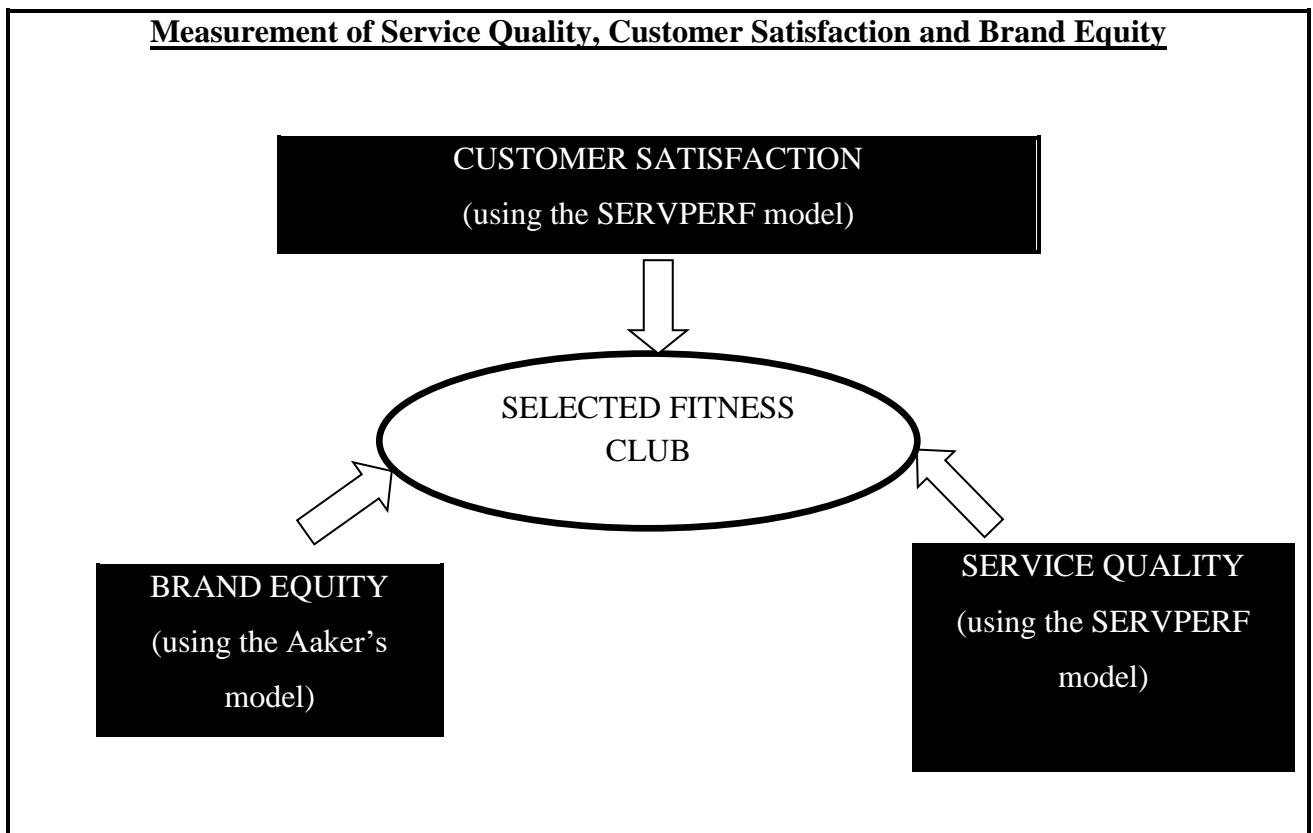 Measurement of Service Quality, Customer Satisfaction and Brand Equity
CUSTOMER SATISFACTION
(using the SERVPERF model)
SELECTED FITNESS
CLUB
BRAND EQUITY
(using the Aaker’s
model)
SERVICE QUALITY
(using the SERVPERF
model)